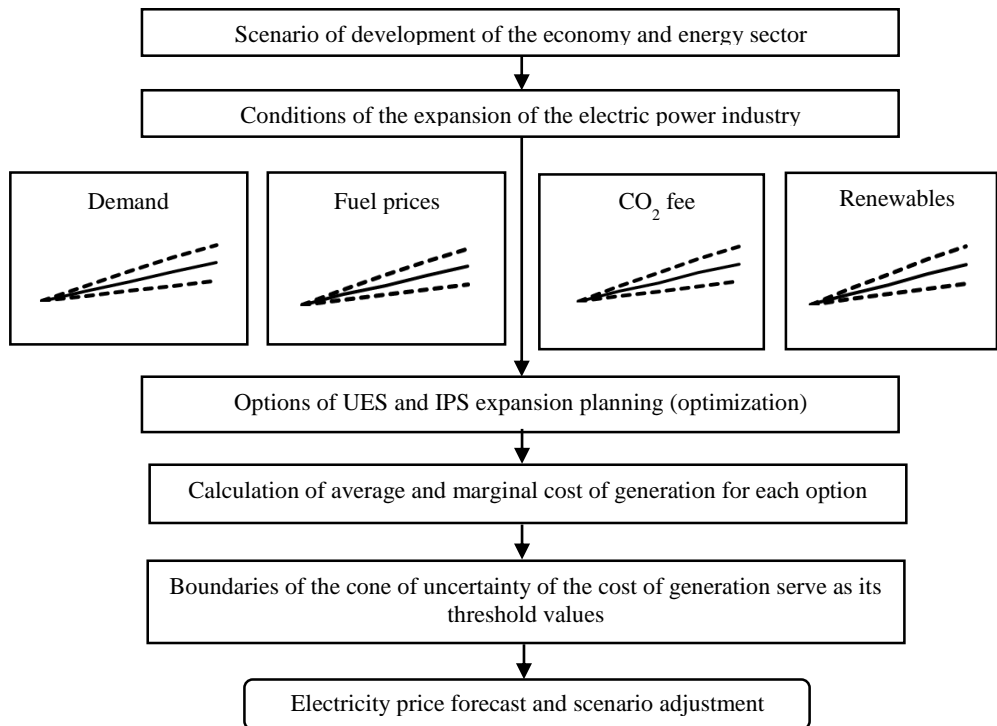 Scenario of development of the economy and energy sector
Conditions of the expansion of the electric power industry
Demand
Fuel prices
CO₂ fee
Renewables
Options of UES and IPS expansion planning (optimization)
Calculation of average and marginal cost of generation for each option
Boundaries of the cone of uncertainty of the cost of generation serve as its
threshold values
Electricity price forecast and scenario adjustment